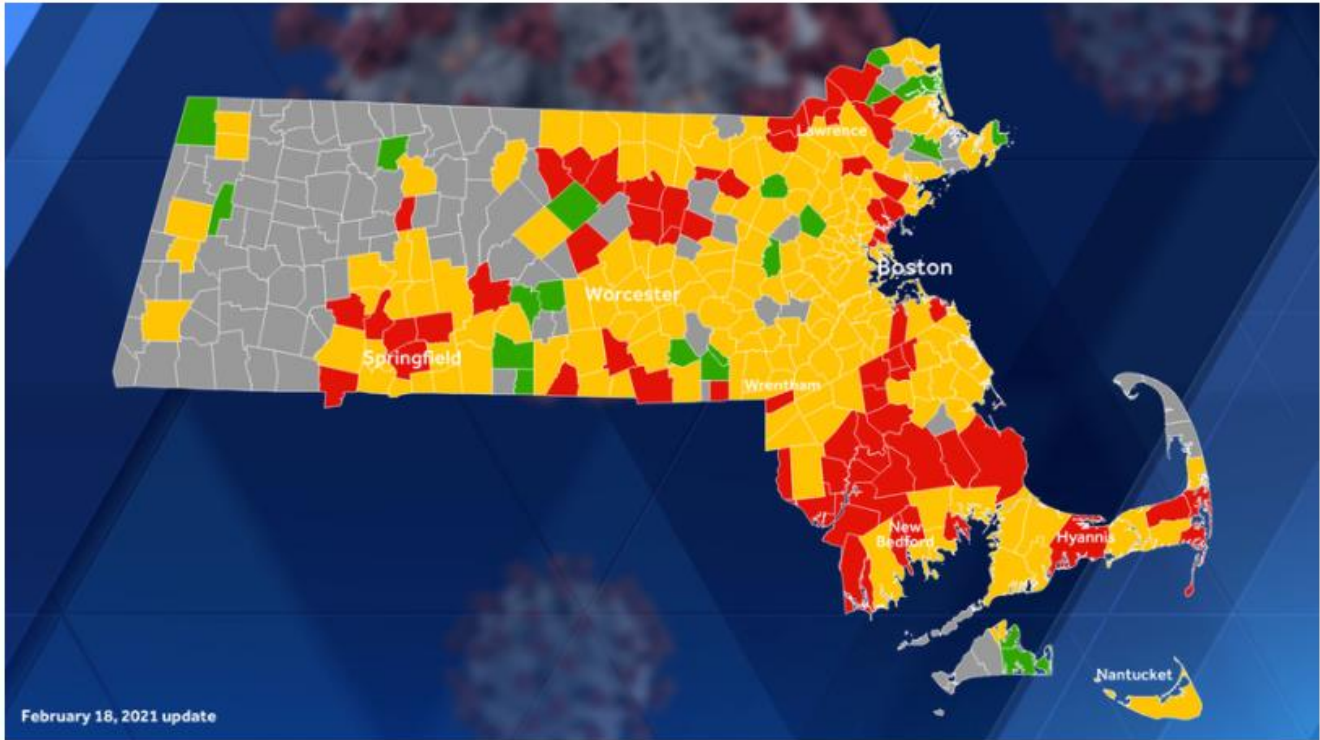 Lawrence
Boston
Worcester
Springfield
Wrentham
New
Bedford
Hyannis
Nantucket
February 18, 2021 update